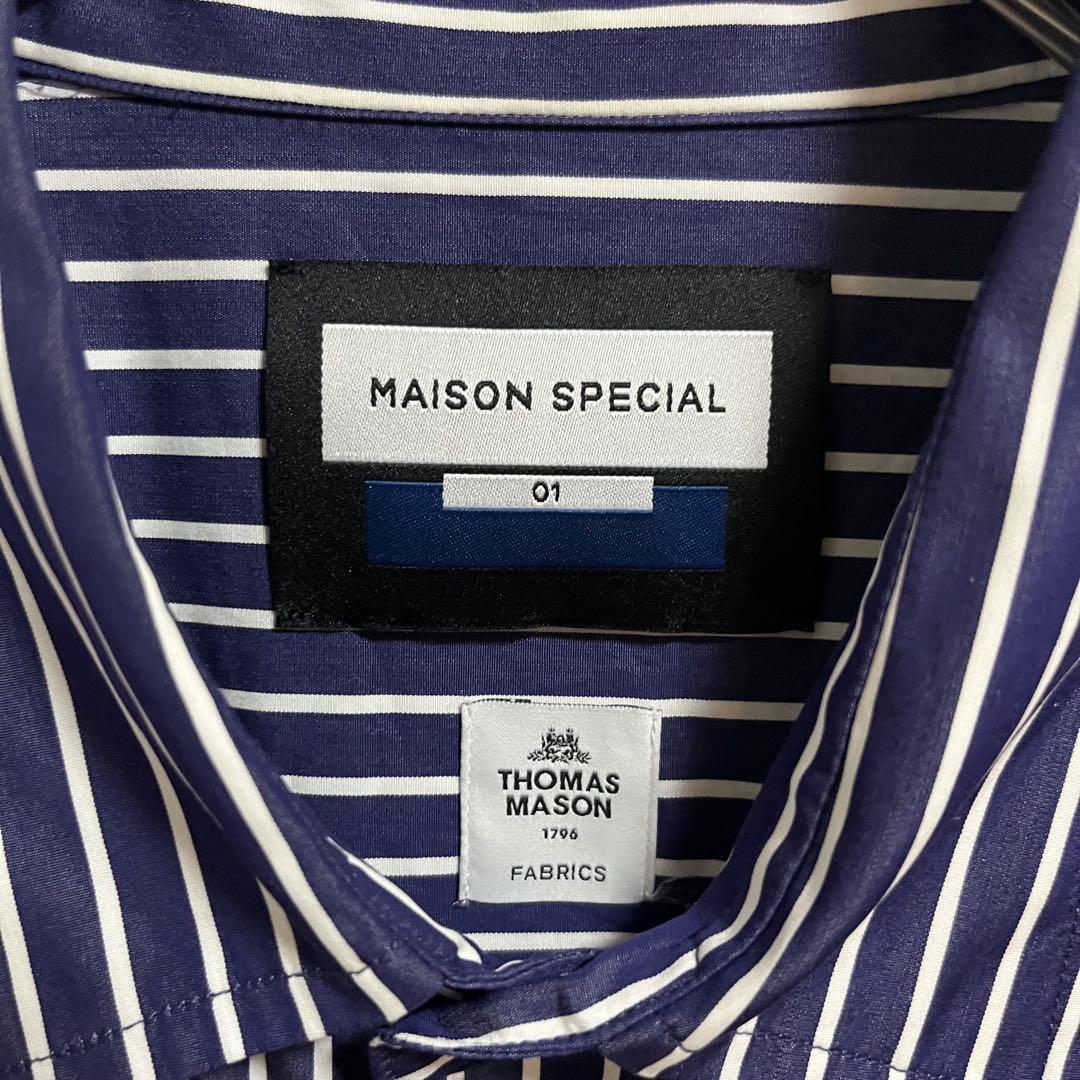 MAISON SPECIAL
01
THOMAS
MASON
1796
FABRICS